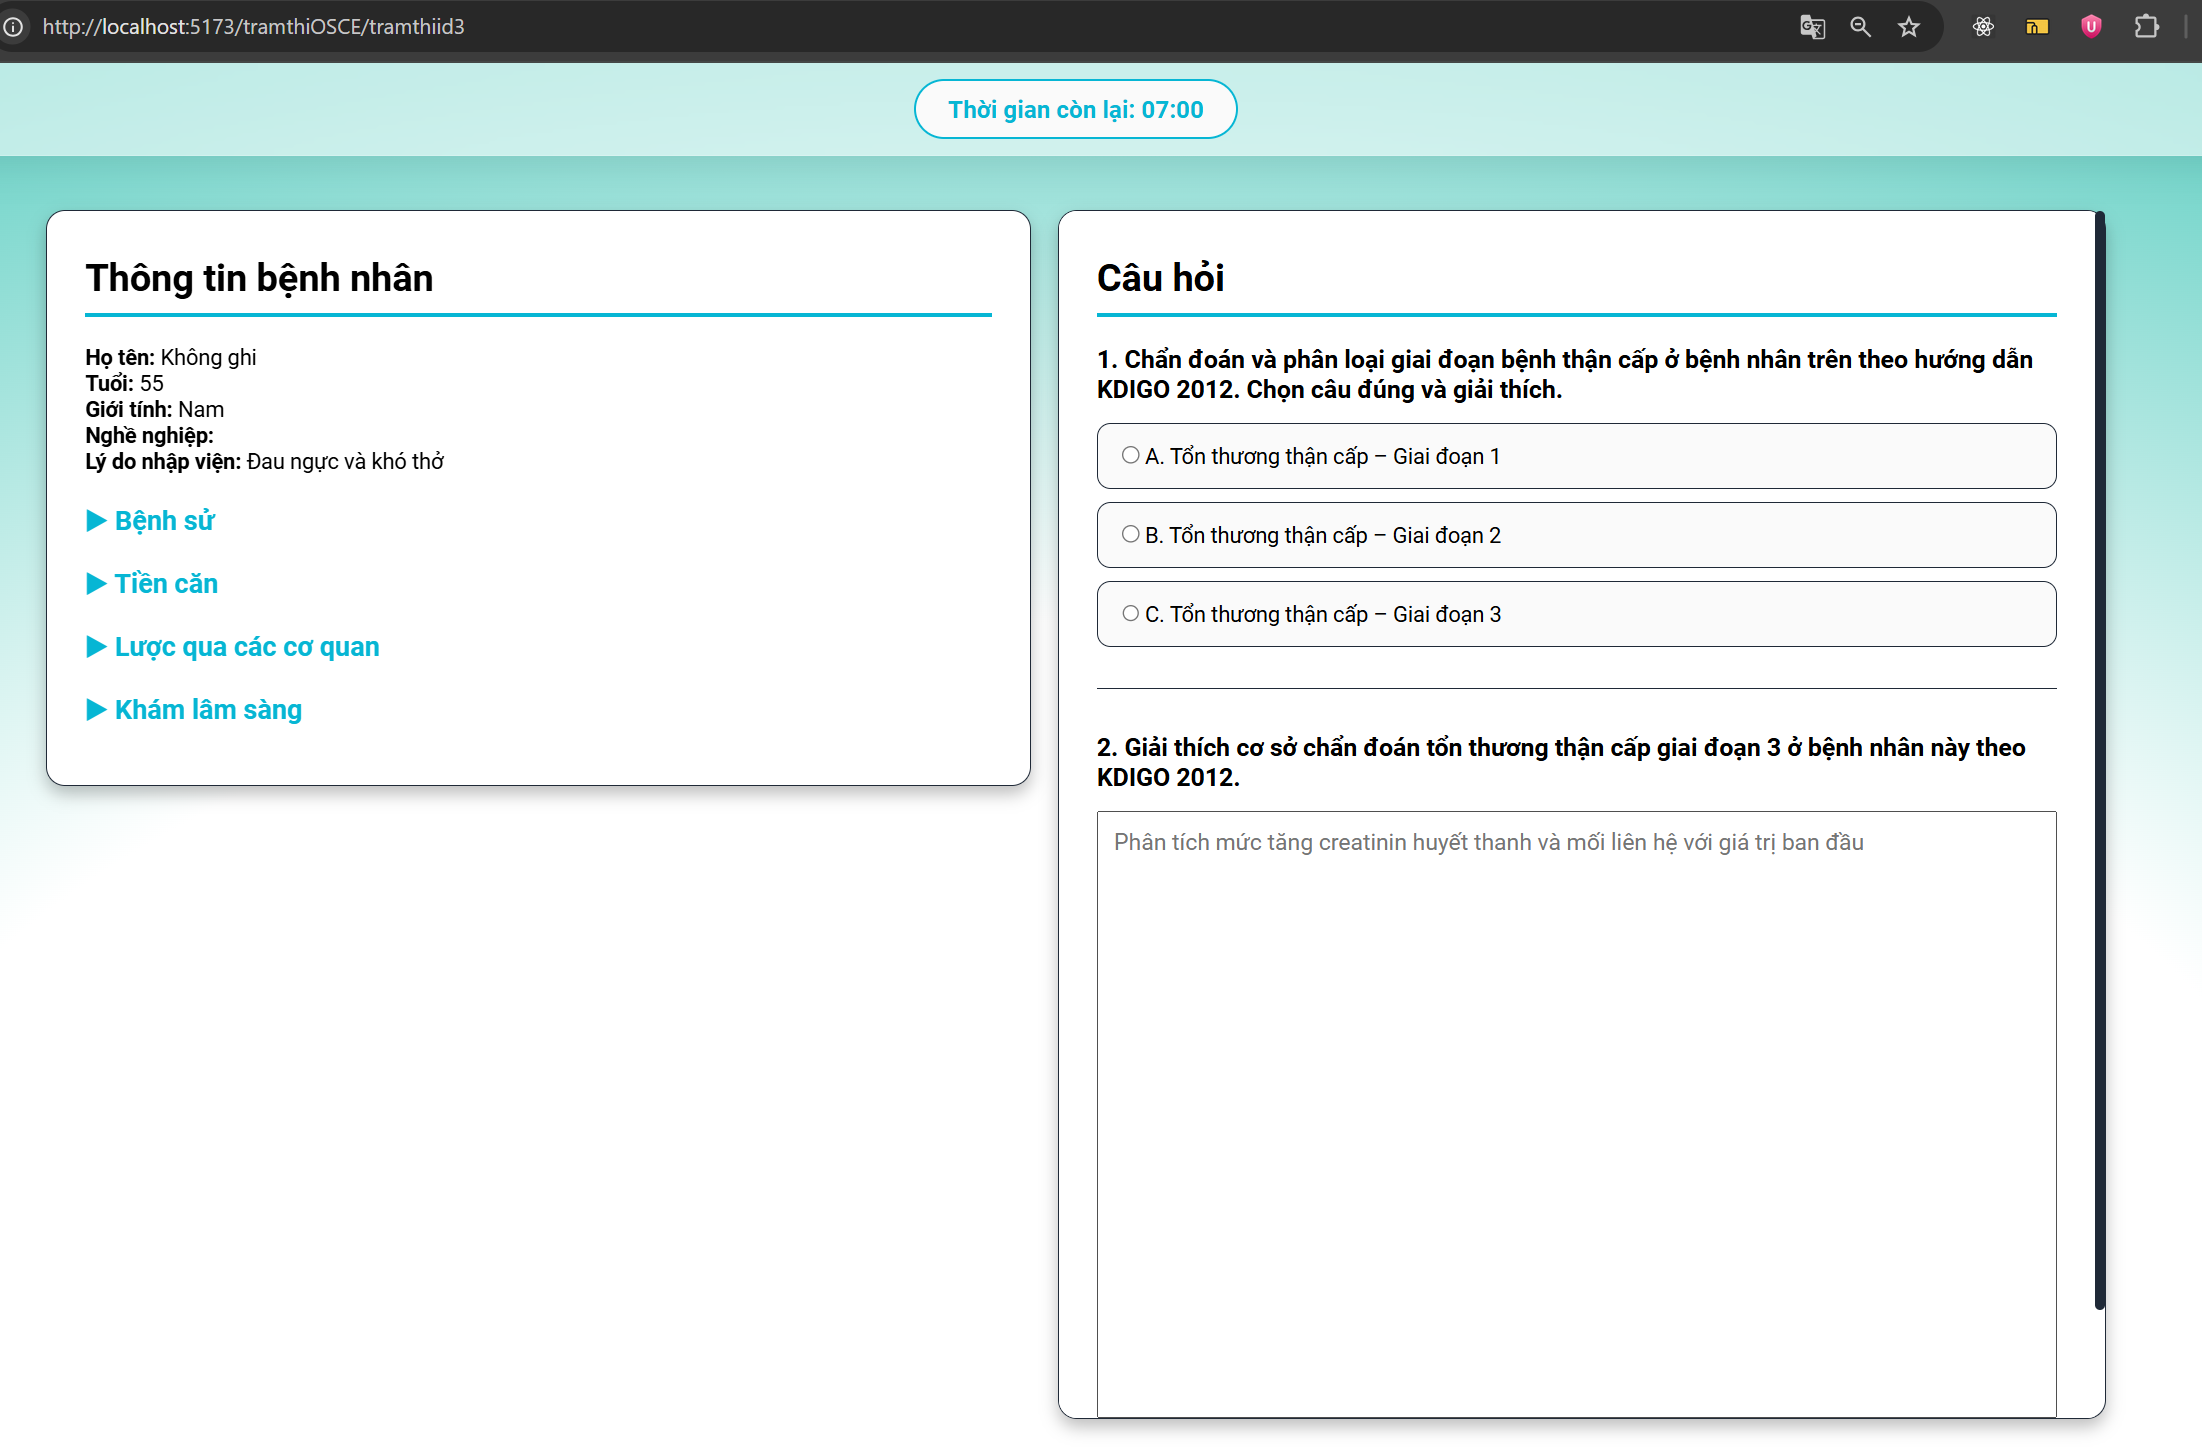 http://localhost:5173/tramthiOSCE/tramthiid3
Thời gian còn lại: 07:00
Thông tin bệnh nhân
Họ tên: Không ghi
Tuổi: 55
Giới tính: Nam
Nghề nghiệp:
Lý do nhập viện: Đau ngực và khó thở
▶ Bệnh sử
▶ Tiền căn
▶ Lược qua các cơ quan
▶ Khám lâm sàng
Câu hỏi
1. Chẩn đoán và phân loại giai đoạn bệnh thận cấp ở bệnh nhân trên theo hướng dẫn
KDIGO 2012. Chọn câu đúng và giải thích.
A. Tổn thương thận cấp – Giai đoạn 1
B. Tổn thương thận cấp – Giai đoạn 2
C. Tổn thương thận cấp – Giai đoạn 3
2. Giải thích cơ sở chẩn đoán tổn thương thận cấp giai đoạn 3 ở bệnh nhân này theo
KDIGO 2012.
Phân tích mức tăng creatinin huyết thanh và mối liên hệ với giá trị ban đầu